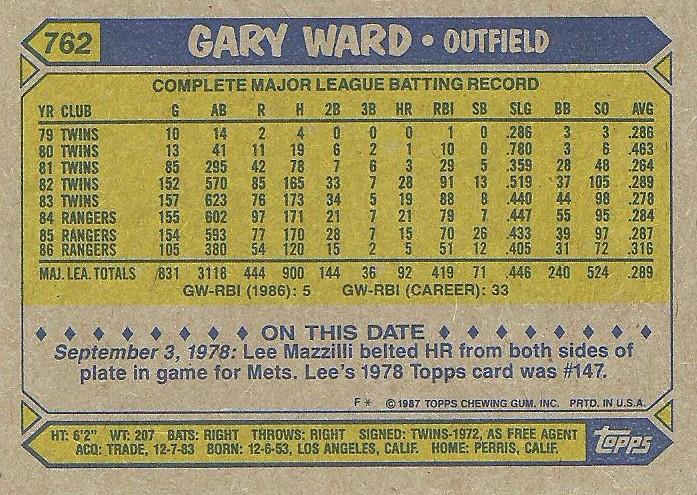 762 GARY WARD • OUTFIELD
COMPLETE MAJOR LEAGUE BATTING RECORD
YR CLUB G AB R H 2B 3B HR RBI SB SLG BB SO AVG
79 TWINS 10 14 2 4 0 0 0 1 0 .286 3 3 .286
80 TWINS 13 41 11 19 6 2 1 10 0 .780 3 6 .463
81 TWINS 85 295 42 78 7 6 3 29 5 .359 28 48 .264
82 TWINS 152 570 85 165 33 7 28 91 13 .519 37 105 .289
83 TWINS 157 623 76 173 34 5 19 88 8 .440 44 98 .278
84 RANGERS 155 602 97 171 21 7 21 79 7 .447 55 95 .284
85 RANGERS 154 593 77 170 28 7 15 70 26 .433 39 97 .287
86 RANGERS 105 380 54 120 15 2 5 51 12 .405 31 72 .316
MAJ. LEA. TOTALS 831 3118 444 900 144 36 92 419 71 .446 240 524 .289
GW-RBI (1986): 5 GW-RBI (CAREER): 33
ON THIS DATE
September 3, 1978: Lee Mazzilli belted HR from both sides of
plate in game for Mets. Lee's 1978 Topps card was #147.
F * © 1987 TOPPS CHEWING GUM, INC. PRTD. IN U.S.A.
HT: 6'2" WT: 207 BATS: RIGHT THROWS: RIGHT SIGNED: TWINS-1972, AS FREE AGENT
ACQ: TRADE, 12-7-83 BORN: 12-6-53, LOS ANGELES, CALIF. HOME: PERRIS, CALIF.
topps